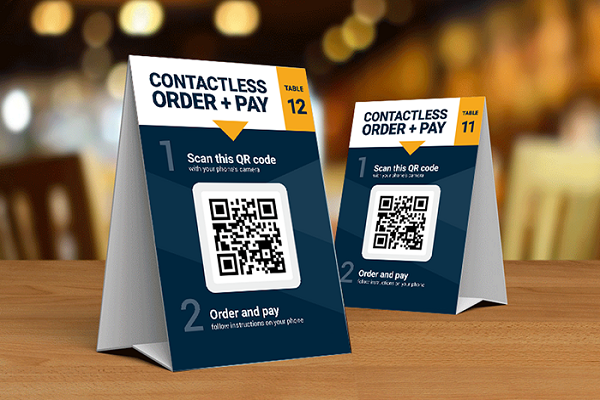 CONTACTLESS
ORDER + PAY
TABLE
12
1
Scan this QR code
with your phone's camera
2
Order and pay
follow instructions on your phone
CONTACTLESS
ORDER + PAY
TABLE
11
1
Scan this QR code
with your phone's camera
2
Order and pay
follow instructions on your phone